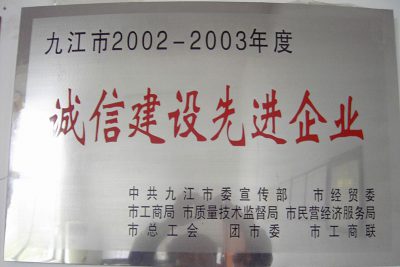 九江市2002-2003年度
诚信建设先进企业
中共九江市委宣传部 市经贸委
市工商局 市质量技术监督局 市民营经济服务局
市总工会 团市委 市工商联